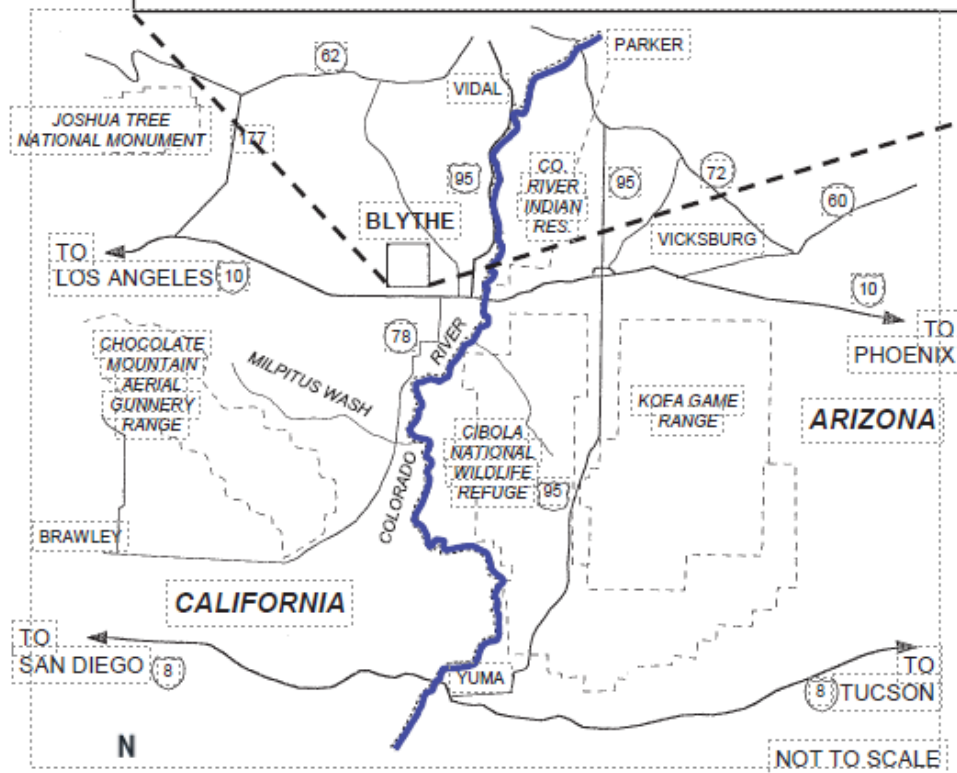 PARKER
62
VIDAL
JOSHUA TREE
NATIONAL MONUMENT
177
95
CO.
RIVER
INDIAN
RES.
95
72
60
BLYTHE
VICKSBURG
TO
LOS ANGELES
10
10
TO
PHOENIX
78
RIVER
CHOCOLATE
MOUNTAIN
AERIAL
GUNNERY
RANGE
MILPITUS WASH
KOFA GAME
RANGE
ARIZONA
CIBOLA
NATIONAL
WILDLIFE
REFUGE
95
COLORADO
BRAWLEY
CALIFORNIA
TO
SAN DIEGO
8
YUMA
TO
TUCSON
8
N
NOT TO SCALE